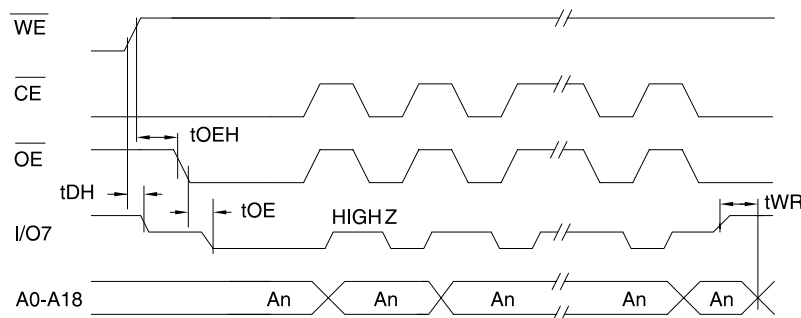 WE
CE
tOEH
OE
tDH
tOE
HIGH Z
tWR
I/O7
A0-A18 An An An An An